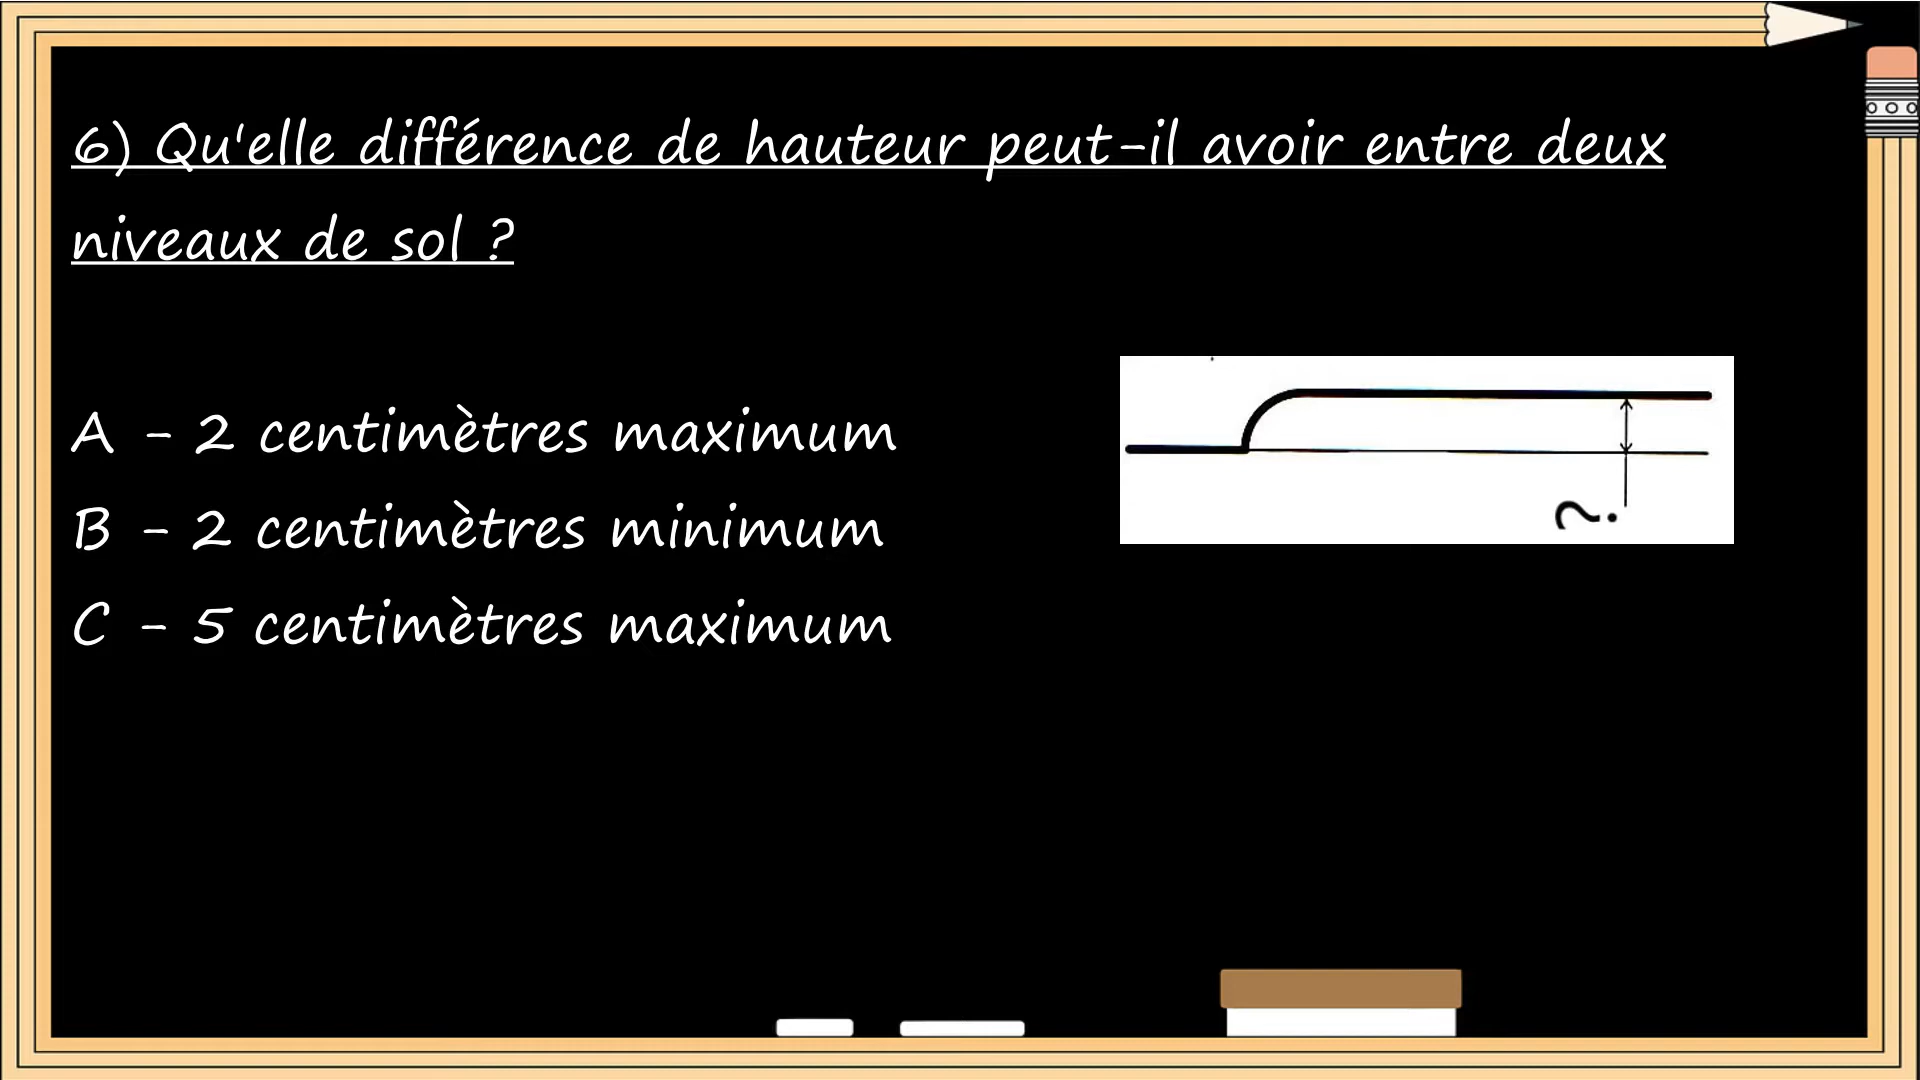 6) Qu'elle différence de hauteur peut-il avoir entre deux
niveaux de sol ?
A - 2 centimètres maximum
B - 2 centimètres minimum
C - 5 centimètres maximum
?